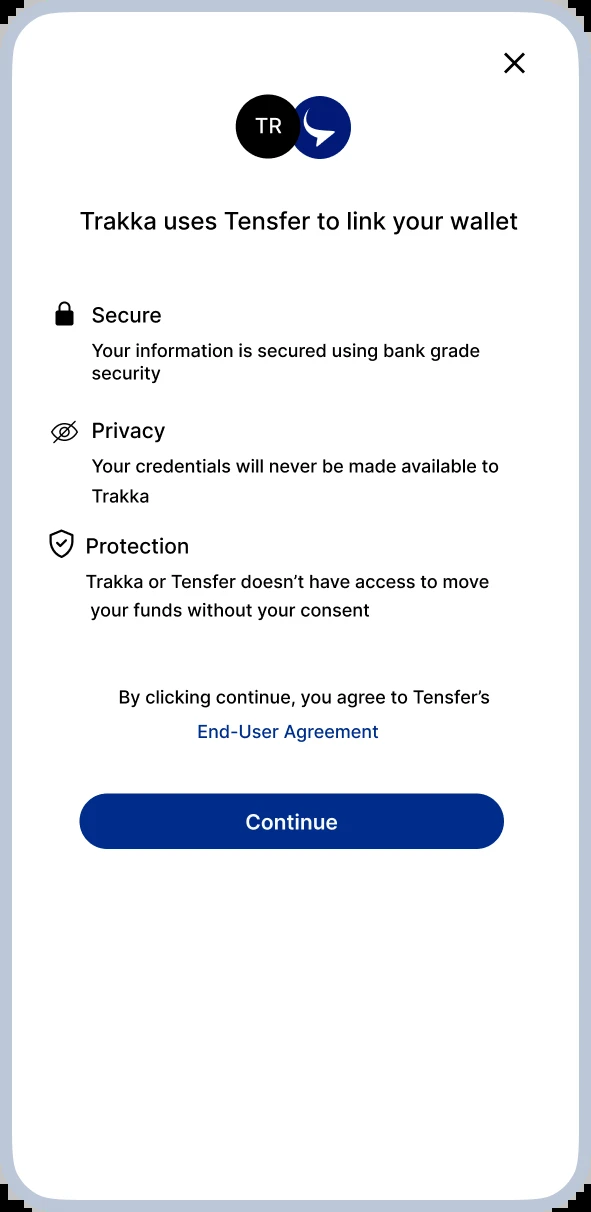 TR
Trakka uses Tensfer to link your wallet
Secure
Your information is secured using bank grade
security
Privacy
Your credentials will never be made available to
Trakka
Protection
Trakka or Tensfer doesn’t have access to move
your funds without your consent
By clicking continue, you agree to Tensfer’s
End-User Agreement
Continue